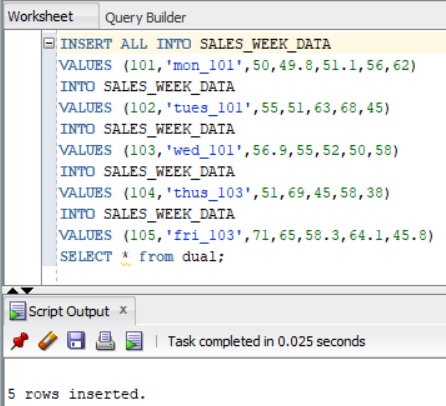 Worksheet Query Builder
INSERT ALL INTO SALES_WEEK_DATA
VALUES (101,'mon_101',50,49.8,51.1,56,62)
INTO SALES_WEEK_DATA
VALUES (102,'tues_101',55,51,63,68,45)
INTO SALES_WEEK_DATA
VALUES (103,'wed_101',56.9,55,52,50,58)
INTO SALES_WEEK_DATA
VALUES (104,'thus_103',51,69,45,58,38)
INTO SALES_WEEK_DATA
VALUES (105,'fri_103',71,65,58.3,64.1,45.8)
SELECT * from dual;
Script Output x
Task completed in 0.025 seconds
5 rows inserted.